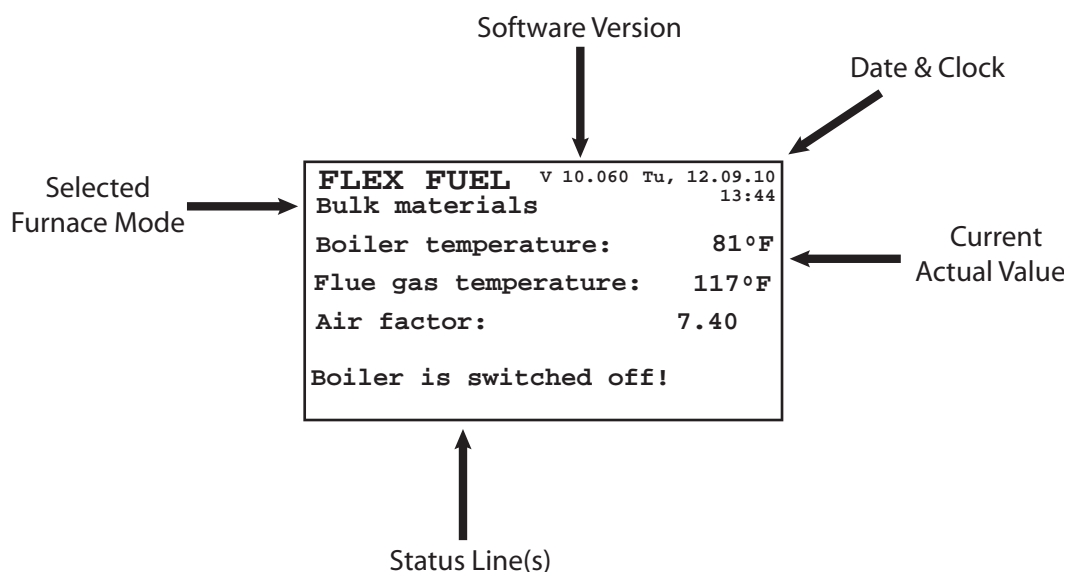 Software Version
Date & Clock
Selected
Furnace Mode
FLEX FUEL V 10.060 Tu, 12.09.10
13:44
Bulk materials
Boiler temperature: 81°F
Flue gas temperature: 117°F
Air factor: 7.40
Boiler is switched off!
Current
Actual Value
Status Line(s)